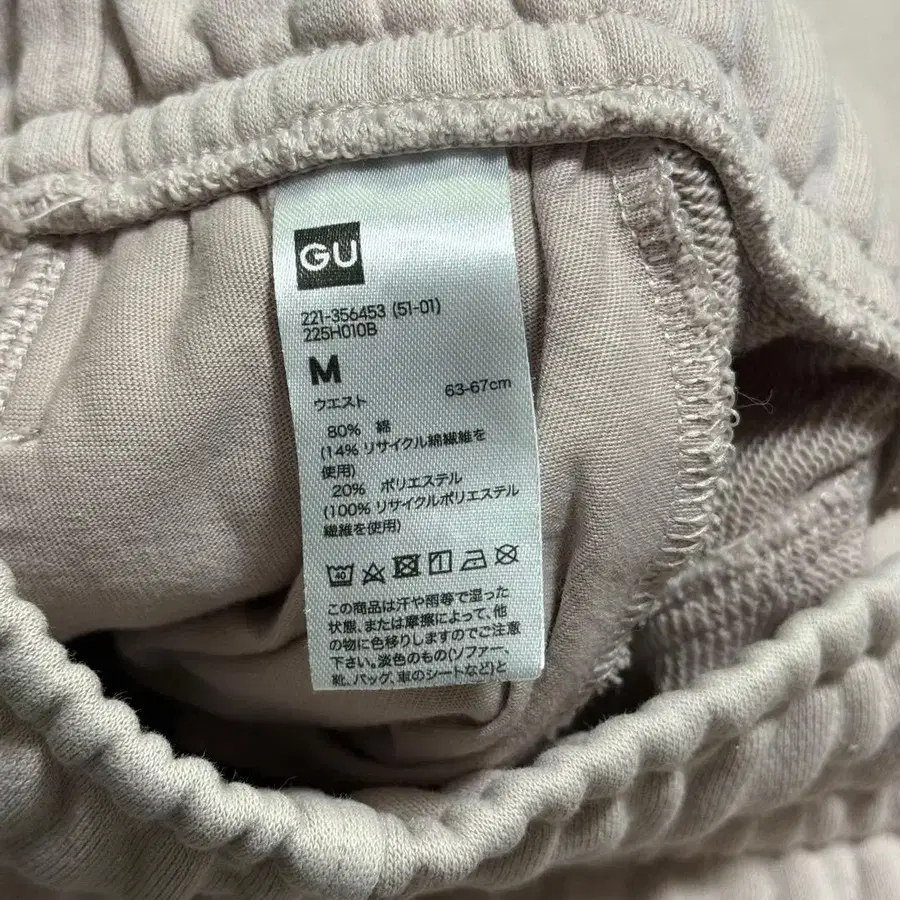 GU
221-356453 (51-01)
225H010B
M
ウエスト 63-67cm
80% 綿
(14% リサイクル綿繊維を
使用)
20% ポリエステル
(100% リサイクルポリエステル
繊維を使用)
40
この商品は汗や雨等で湿った
状態、または摩擦によって、他
の物に色移りしますのでご注意
下さい。淡色のもの(ソファー、
靴、バッグ、車のシートなど)と